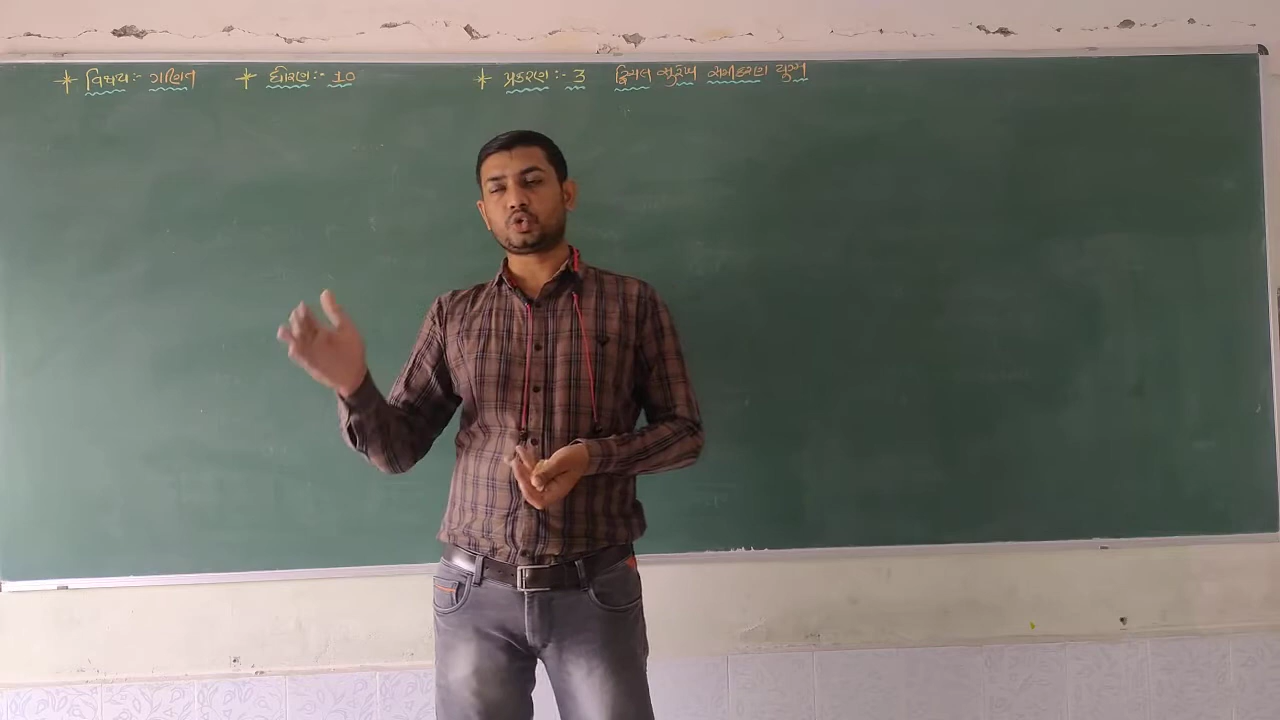 વિષય:- ગણિત ધોરણ:- 10 પ્રકરણ:- 3 દ્વિચલ સુરેખ સમીકરણ યુગ્મ